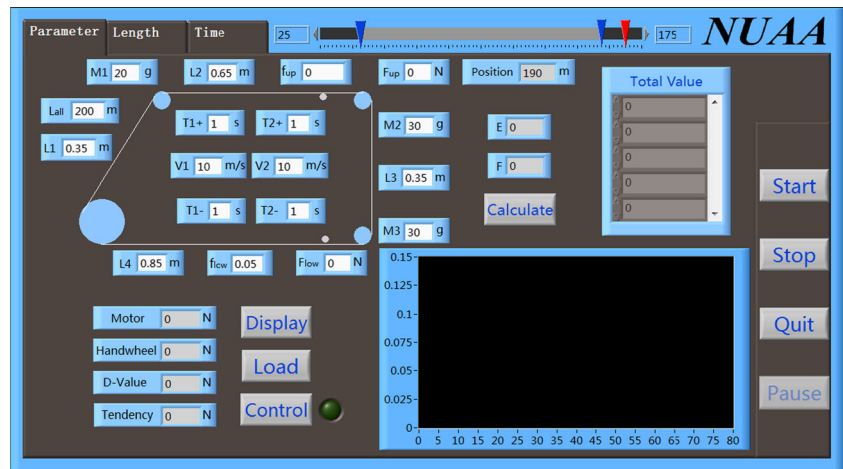 Parameter Length Time 25 175 NUAA
M1 20 g L2 0.65 m fup 0 Fup 0 N Position 190 m
Total Value
Lall 200 m
0
T1+ 1 s T2+ 1 s M2 30 g E 0
0
L1 0.35 m
V1 10 m/s V2 10 m/s L3 0.35 m F 0
0
Start
0
T1- 1 s T2- 1 s Calculate
0
M3 30 g
L4 0.85 m flow 0.05 Flow 0 N
Stop
0.15
0.125
0.1
0.075
0.05
0.025
0
0 5 10 15 20 25 30 35 40 45 50 55 60 65 70 75 80
Motor 0 N Display
Quit
Handwheel 0 N
Load
D-Value 0 N
Pause
Tendency 0 N Control